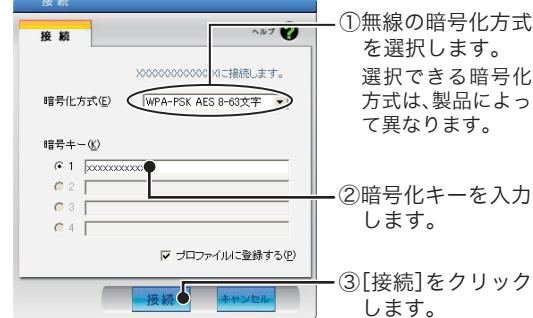 接 続
接 続
ヘルプ ?
XXXXXXXXXXXXXXに接続します。
暗号化方式(E)
WPA-PSK AES 8-63文字
暗号キー(K)
1 xxxxxxxxxx
2
3
4
プロファイルに登録する(P)
接 続
キャンセル
①無線の暗号化方式
を選択します。
選択できる暗号化
方式は、製品によっ
て異なります。
②暗号化キーを入力
します。
③[接続]をクリック
します。